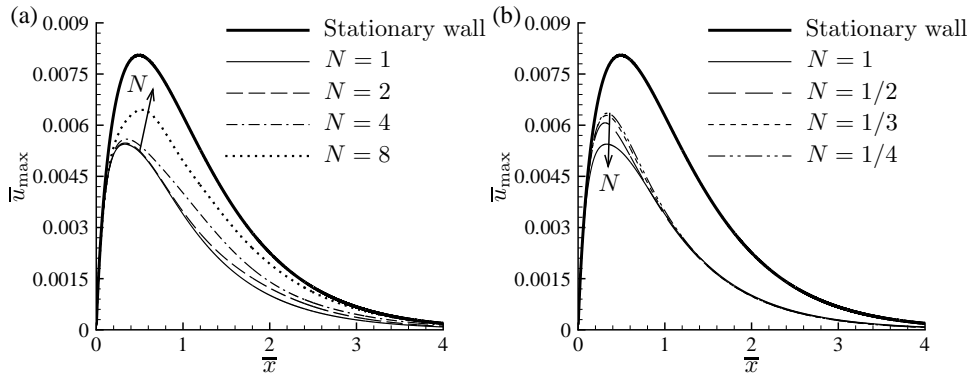 (a)
0.009
0.0075
0.006
0.0045
0.003
0.0015
0
u̅max
0 1 2 3 4
x̅
N
Stationary wall
N = 1
N = 2
N = 4
N = 8
(b)
0.009
0.0075
0.006
0.0045
0.003
0.0015
0
u̅max
0 1 2 3 4
x̅
N
Stationary wall
N = 1
N = 1/2
N = 1/3
N = 1/4